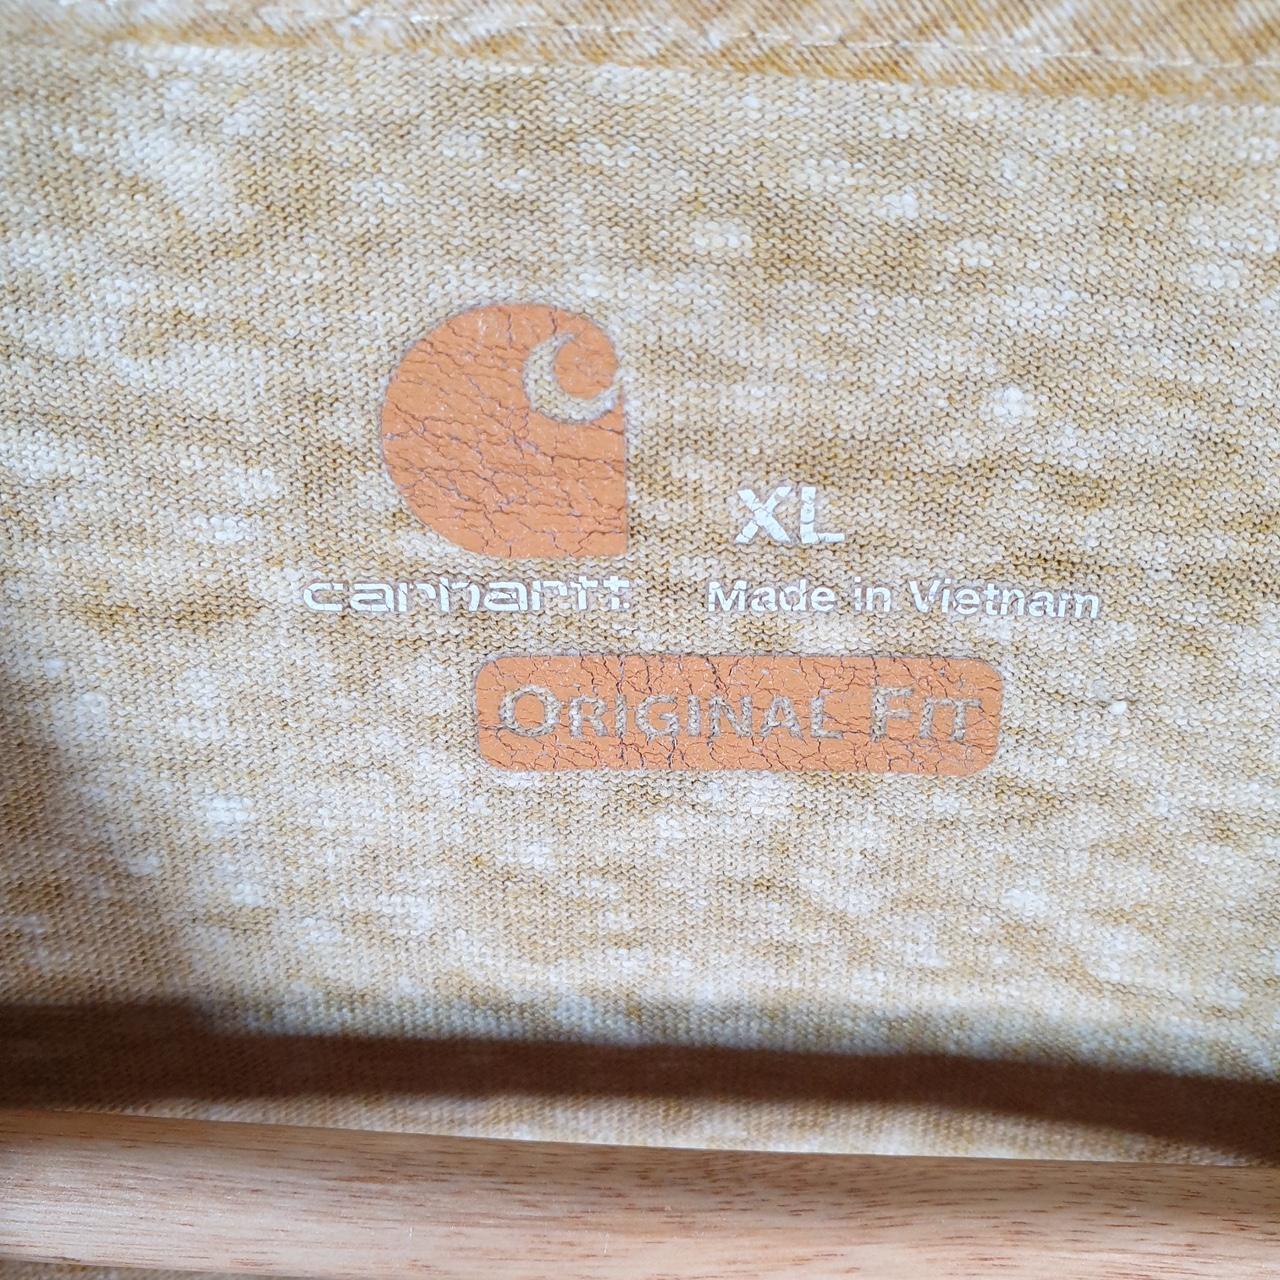 XL
carhartt
Made in Vietnam
ORIGINAL FIT